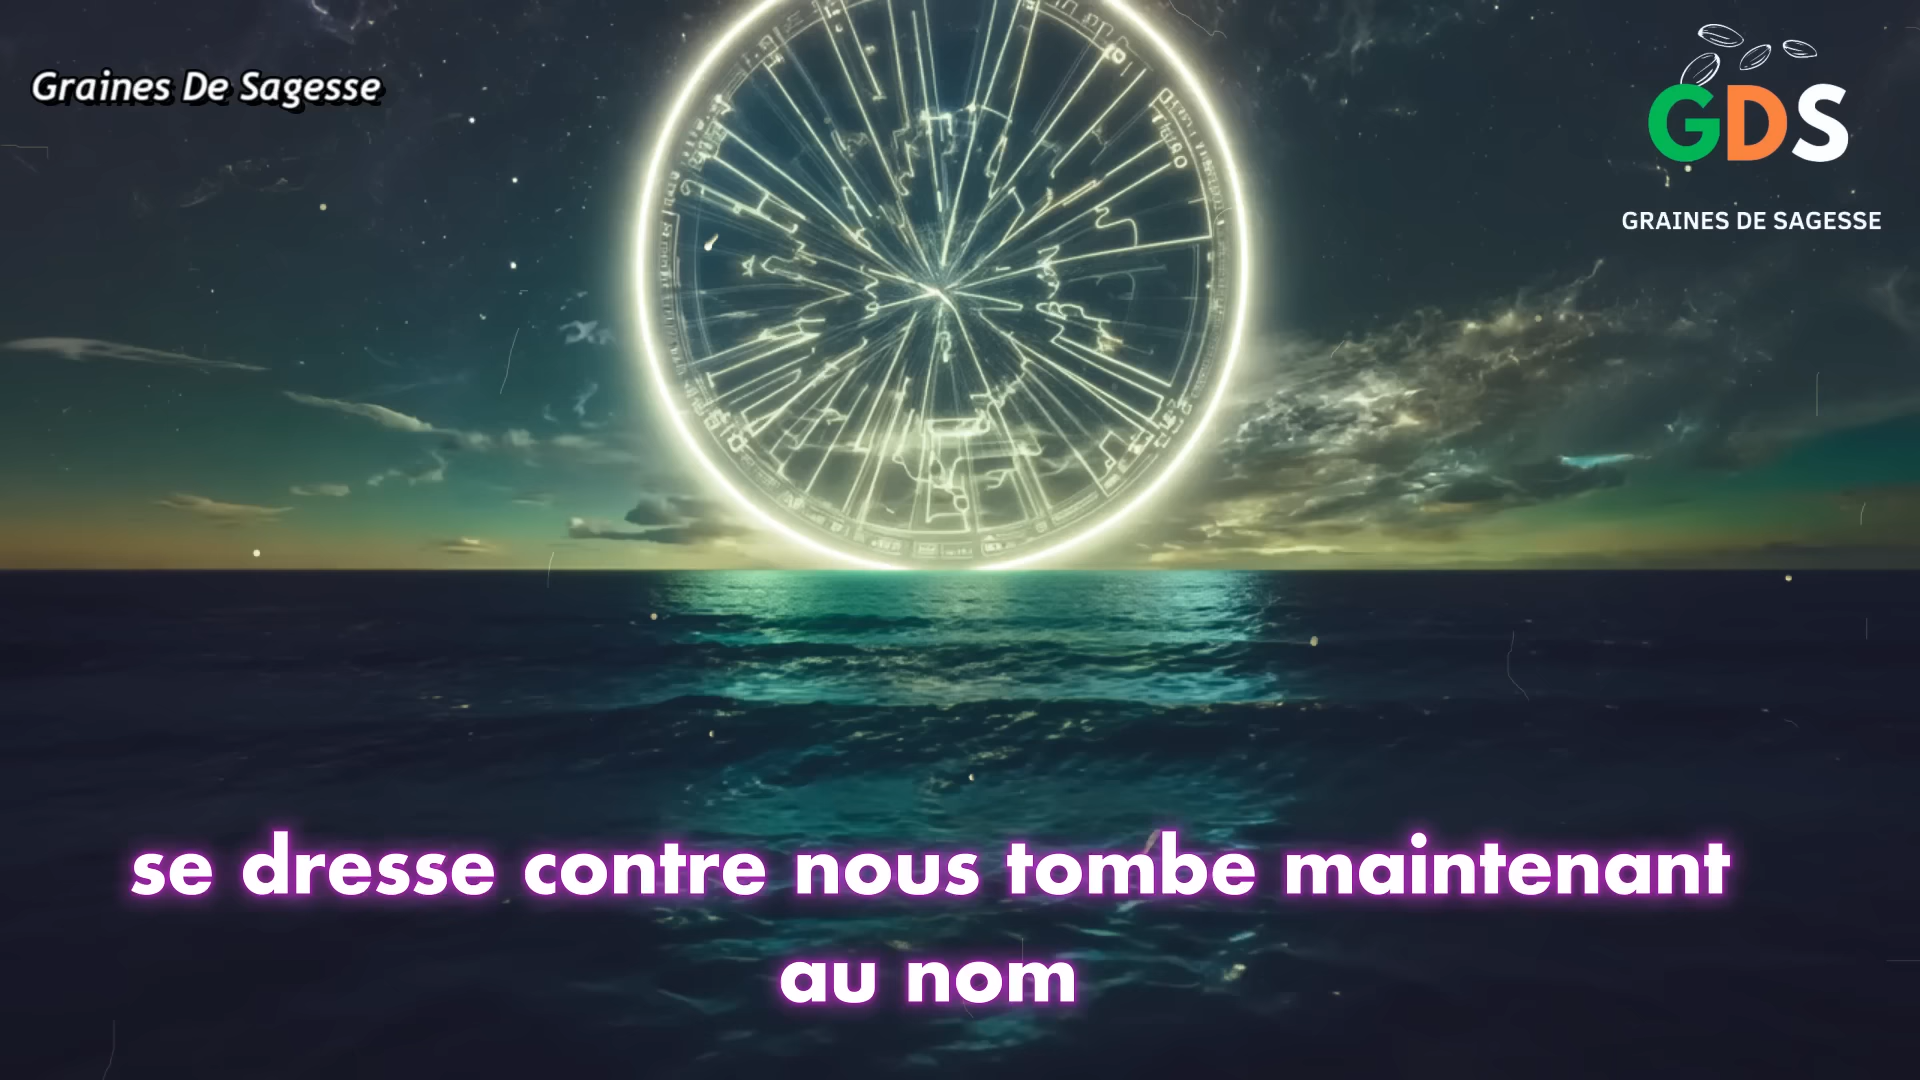 Graines De Sagesse
GDS
GRAINES DE SAGESSE
se dresse contre nous tombe maintenant
au nom